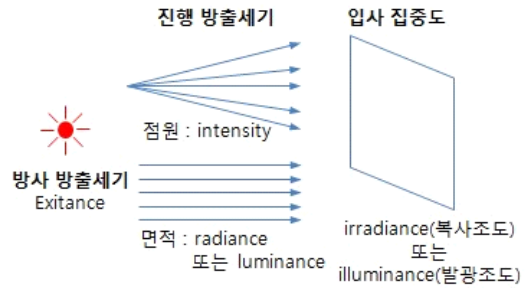 진행 방출세기
입사 집중도
점원 : intensity
방사 방출세기
Exitance
면적 : radiance
또는 luminance
irradiance(복사조도)
또는
illuminance(발광조도)